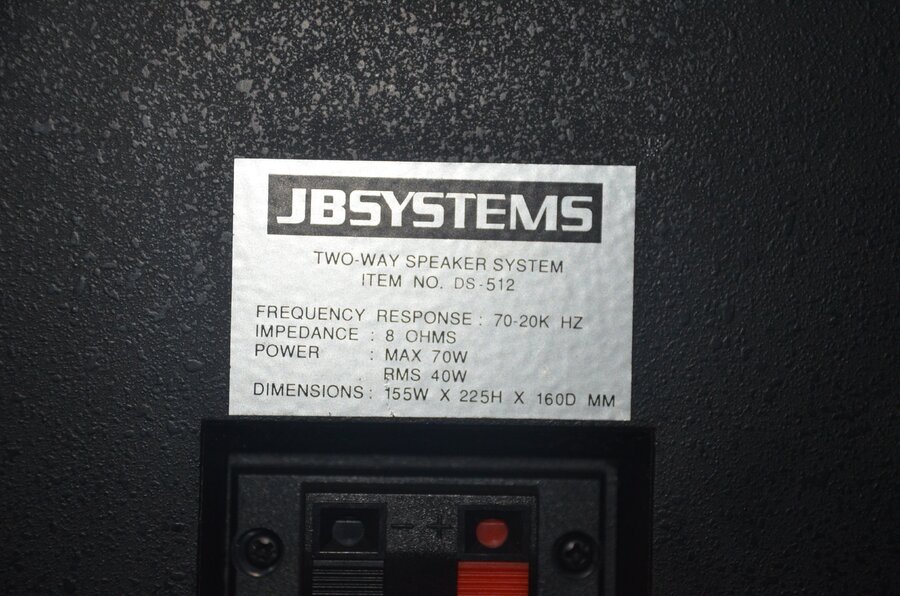 JBSYSTEMS
TWO-WAY SPEAKER SYSTEM
ITEM NO. DS-512
FREQUENCY RESPONSE : 70-20K HZ
IMPEDANCE : 8 OHMS
POWER : MAX 70W
: RMS 40W
DIMENSIONS : 155W X 225H X 160D MM
- +